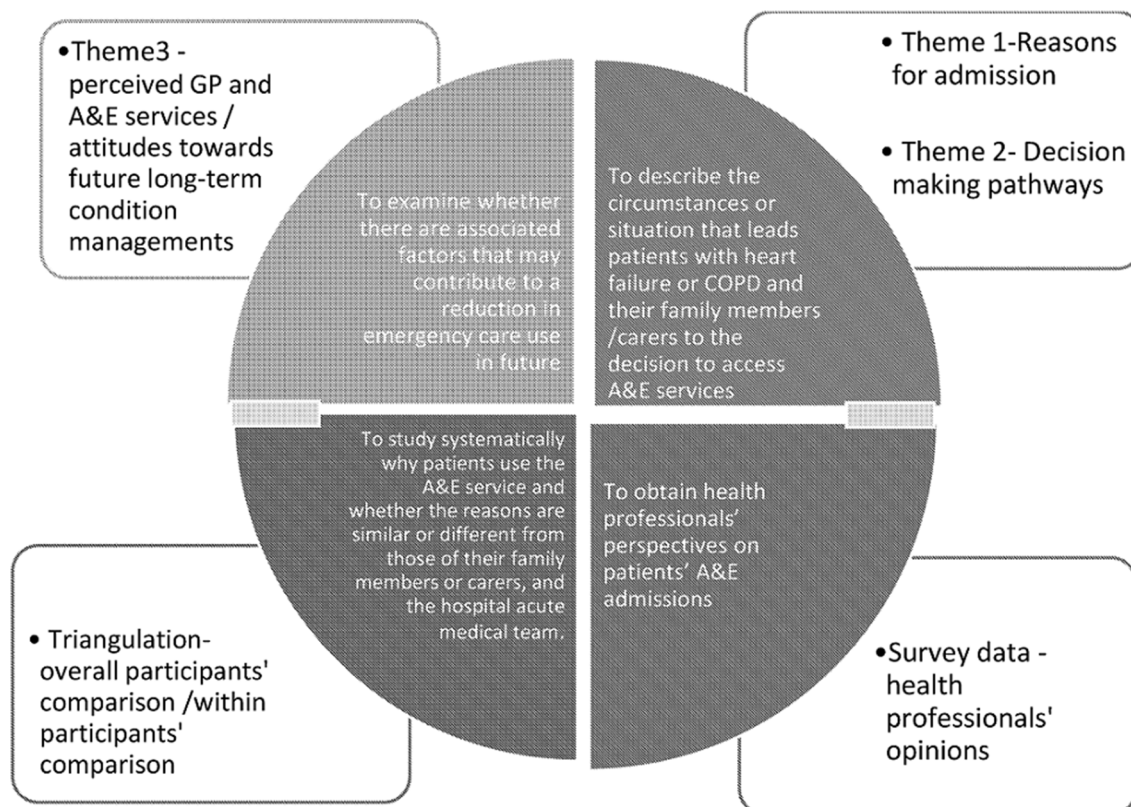 •Theme3 -
perceived GP and
A&E services /
attitudes towards
future long-term
condition
managements
• Theme 1-Reasons
for admission
• Theme 2- Decision
making pathways
To examine whether
there are associated
factors that may
contribute to a
reduction in
emergency care use
in future
To describe the
circumstances or
situation that leads
patients with heart
failure or COPD and
their family members
/carers to the
decision to access
A&E services
To study systematically
why patients use the
A&E service and
whether the reasons are
similar or different from
those of their family
members or carers, and
the hospital acute
medical team.
To obtain health
professionals’
perspectives on
patients’ A&E
admissions
• Triangulation-
overall participants'
comparison /within
participants'
comparison
•Survey data -
health
professionals'
opinions